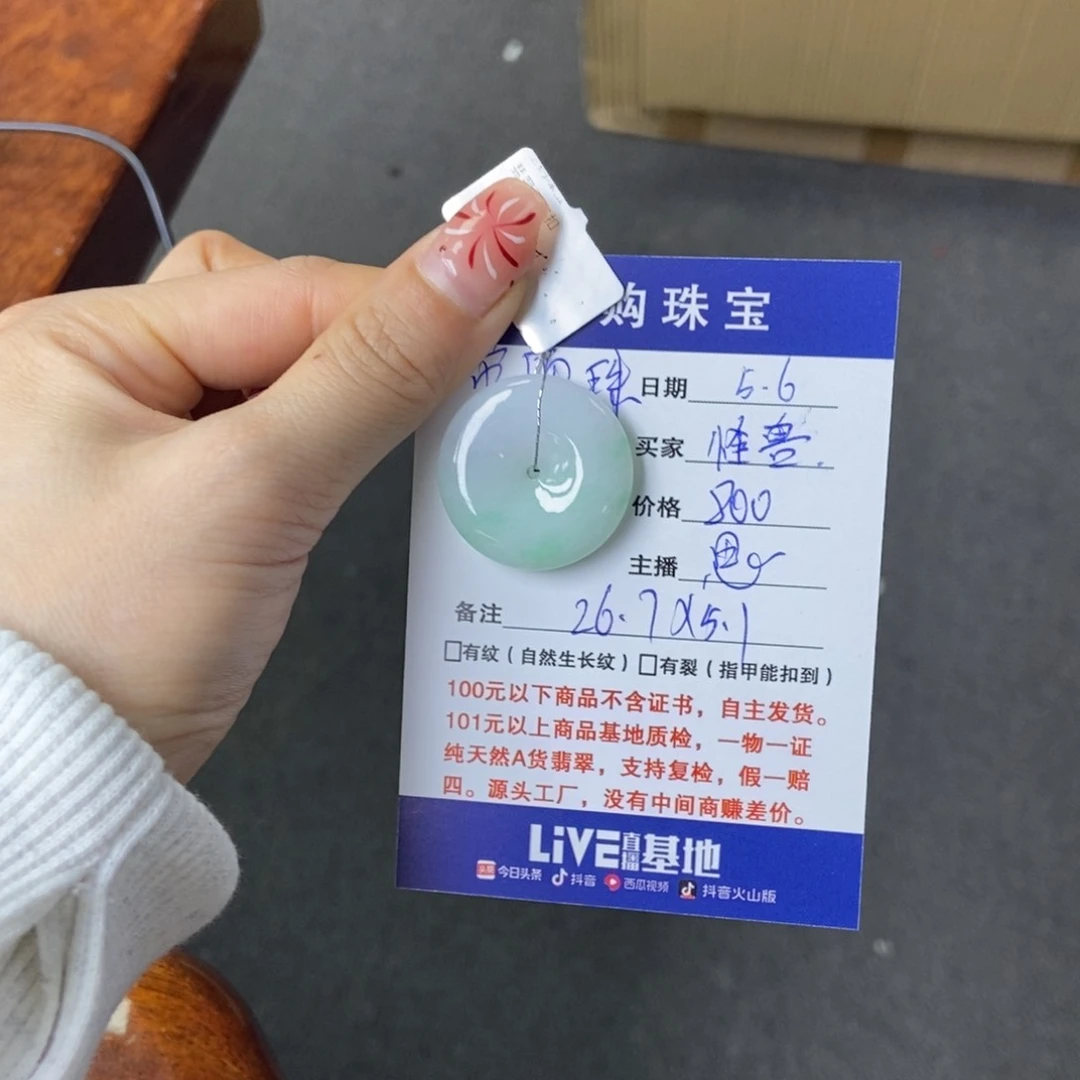 购珠宝
日期 5.6
买家 怪兽.
价格 800
主播
备注 26.7X5.1
有纹（自然生长纹） 有裂（指甲能扣到）
100元以下商品不含证书，自主发货。
101元以上商品基地质检，一物一证
纯天然A货翡翠，支持复检，假一赔
四。源头工厂，没有中间商赚差价。
LiVE直播基地
头条 今日头条 抖音 西瓜视频 抖音火山版